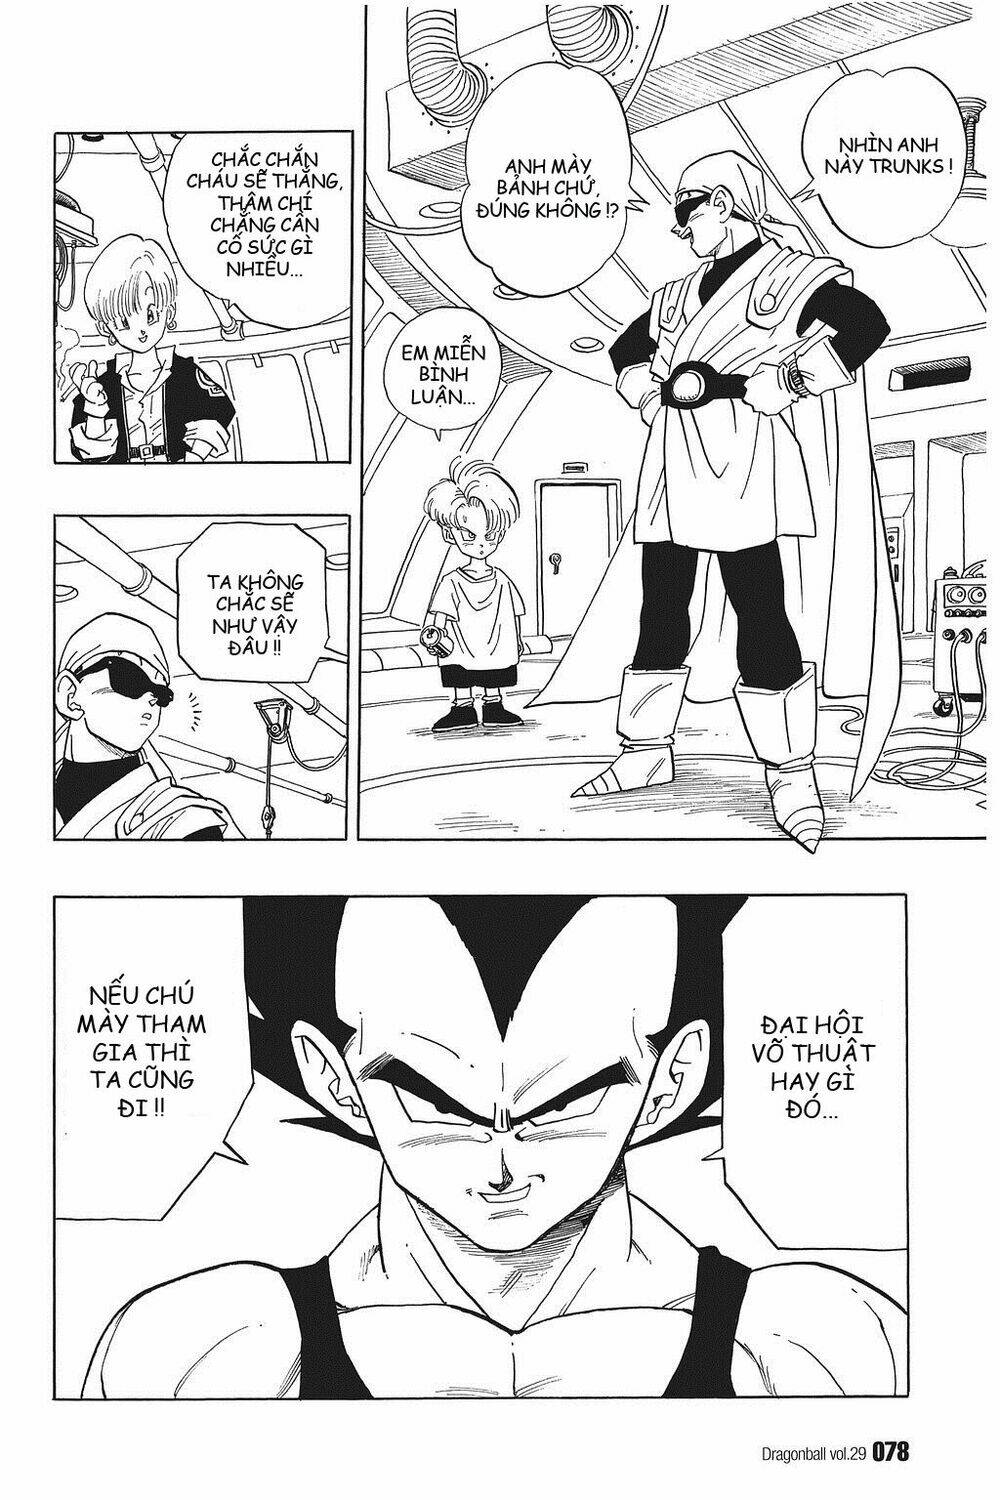 NHÌN ANH
NÀY TRUNKS !
ANH MÀY
BẢNH CHỨ,
ĐÚNG KHÔNG !?
EM MIỄN
BÌNH
LUẬN...
CHẮC CHẮN
CHÁU SẼ THẮNG,
THẬM CHÍ
CHẲNG CẦN
CỐ SỨC GÌ
NHIỀU...
TA KHÔNG
CHẮC SẼ
NHƯ VẬY
ĐÂU !!
ĐẠI HỘI
VÕ THUẬT
HAY GÌ
ĐÓ...
NẾU CHÚ
MÀY THAM
GIA THÌ
TA CŨNG
ĐI !!
Dragonball vol.29 078